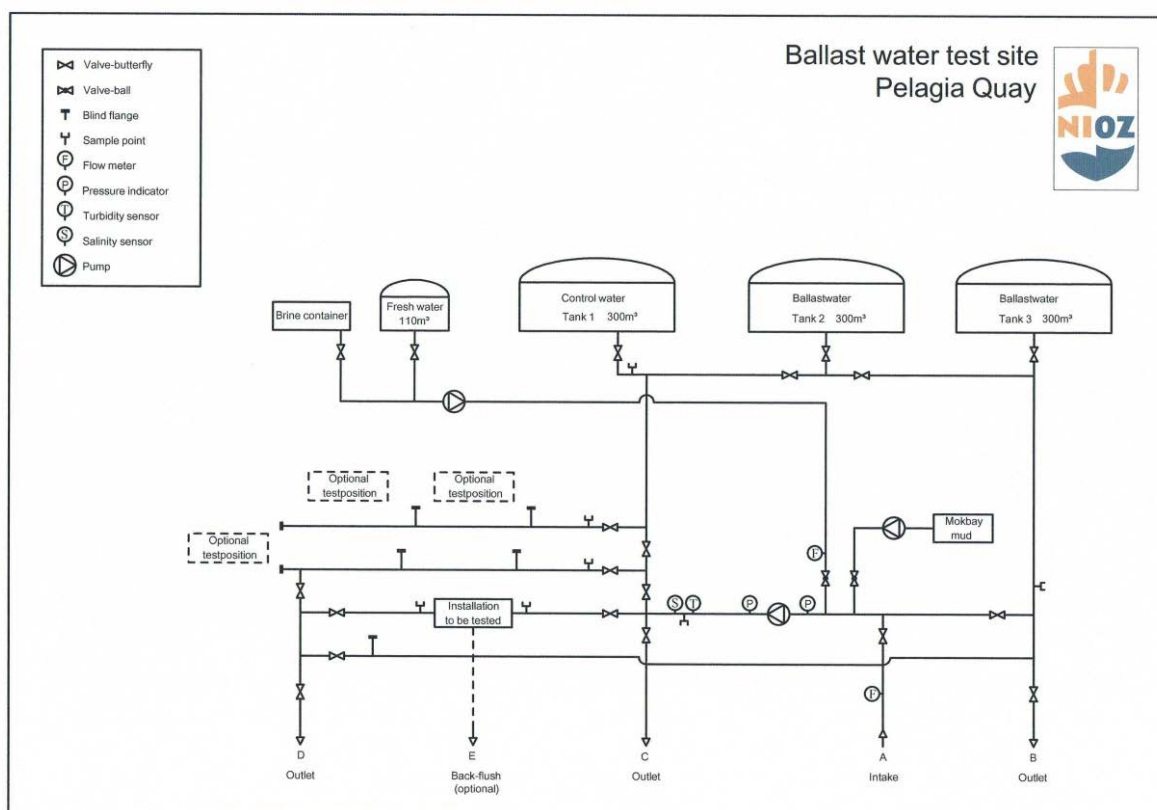 Ballast water test site
Pelagia Quay
NIOZ
Valve-butterfly
Valve-ball
Blind flange
Sample point
F Flow meter
P Pressure indicator
T Turbidity sensor
S Salinity sensor
Pump
Brine container
Fresh water
110m³
Control water
Tank 1 300m³
Ballastwater
Tank 2 300m³
Ballastwater
Tank 3 300m³
Optional
testposition
Optional
testposition
Optional
testposition
Mokbay
mud
F
Installation
to be tested
S T P P
F
D
Outlet
E
Back-flush
(optional)
C
Outlet
A
Intake
B
Outlet